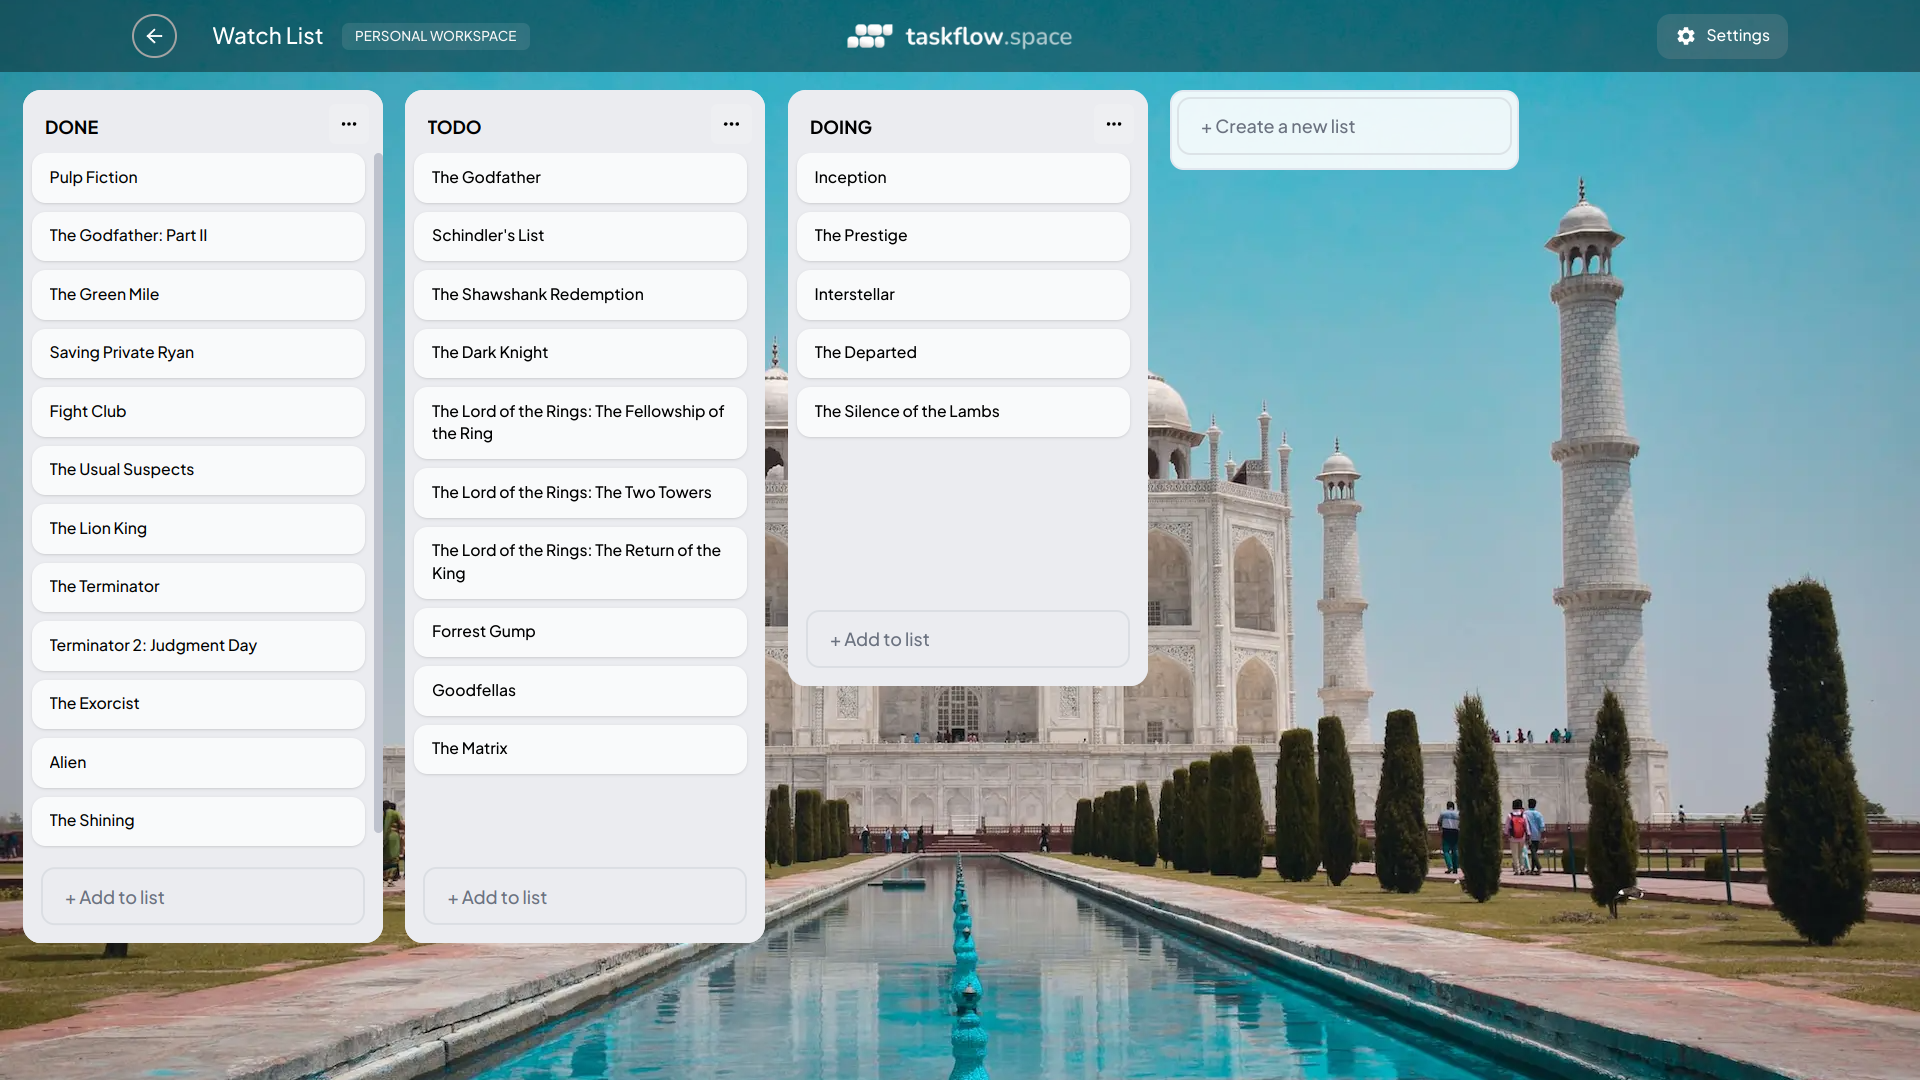 Watch List
PERSONAL WORKSPACE
taskflow.space
Settings
DONE
Pulp Fiction
The Godfather: Part II
The Green Mile
Saving Private Ryan
Fight Club
The Usual Suspects
The Lion King
The Terminator
Terminator 2: Judgment Day
The Exorcist
Alien
The Shining
+ Add to list
TODO
The Godfather
Schindler's List
The Shawshank Redemption
The Dark Knight
The Lord of the Rings: The Fellowship of
the Ring
The Lord of the Rings: The Two Towers
The Lord of the Rings: The Return of the
King
Forrest Gump
Goodfellas
The Matrix
+ Add to list
DOING
Inception
The Prestige
Interstellar
The Departed
The Silence of the Lambs
+ Add to list
+ Create a new list